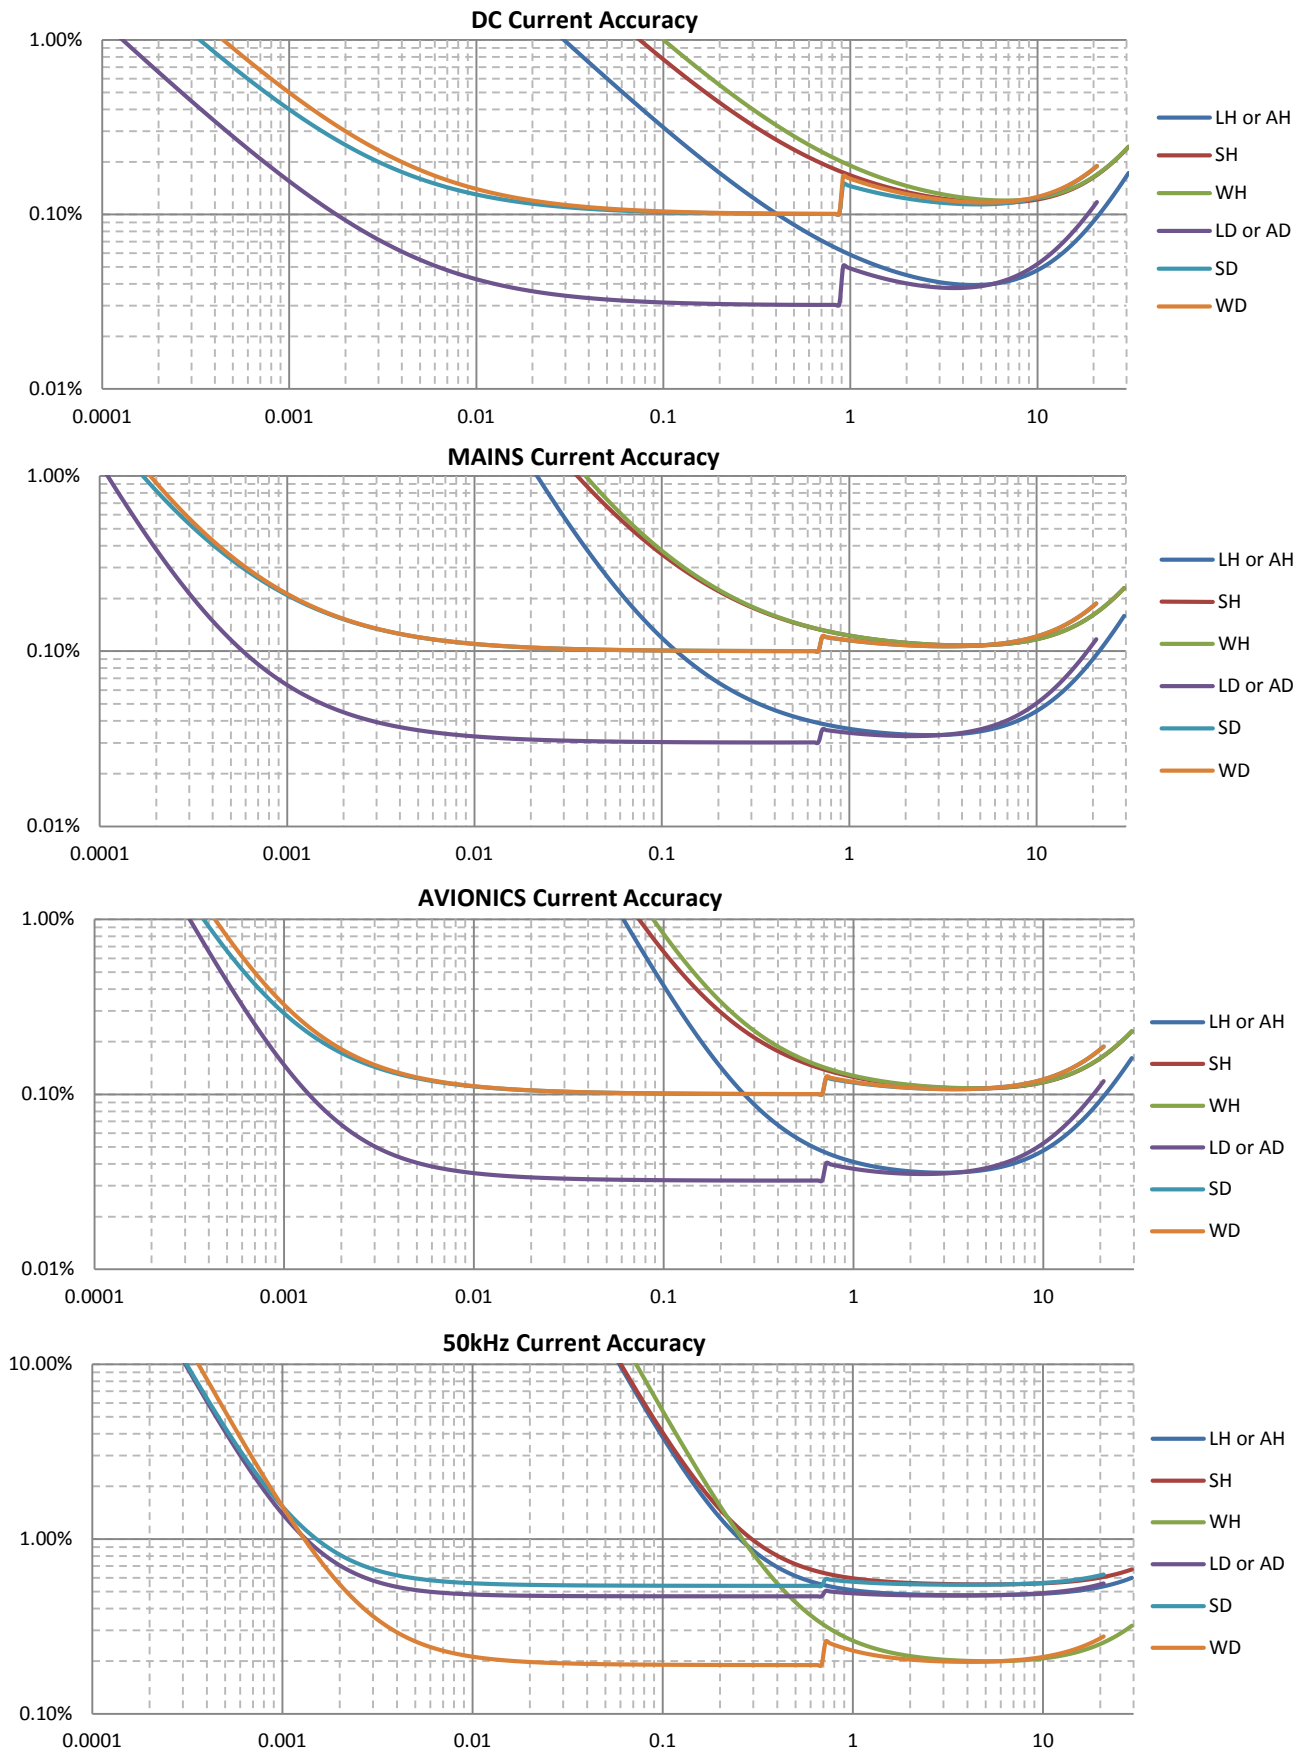 DC Current Accuracy
1.00%
0.10%
0.01%
0.0001 0.001 0.01 0.1 1 10
LH or AH
SH
WH
LD or AD
SD
WD
MAINS Current Accuracy
1.00%
0.10%
0.01%
0.0001 0.001 0.01 0.1 1 10
LH or AH
SH
WH
LD or AD
SD
WD
AVIONICS Current Accuracy
1.00%
0.10%
0.01%
0.0001 0.001 0.01 0.1 1 10
LH or AH
SH
WH
LD or AD
SD
WD
50kHz Current Accuracy
10.00%
1.00%
0.10%
0.0001 0.001 0.01 0.1 1 10
LH or AH
SH
WH
LD or AD
SD
WD